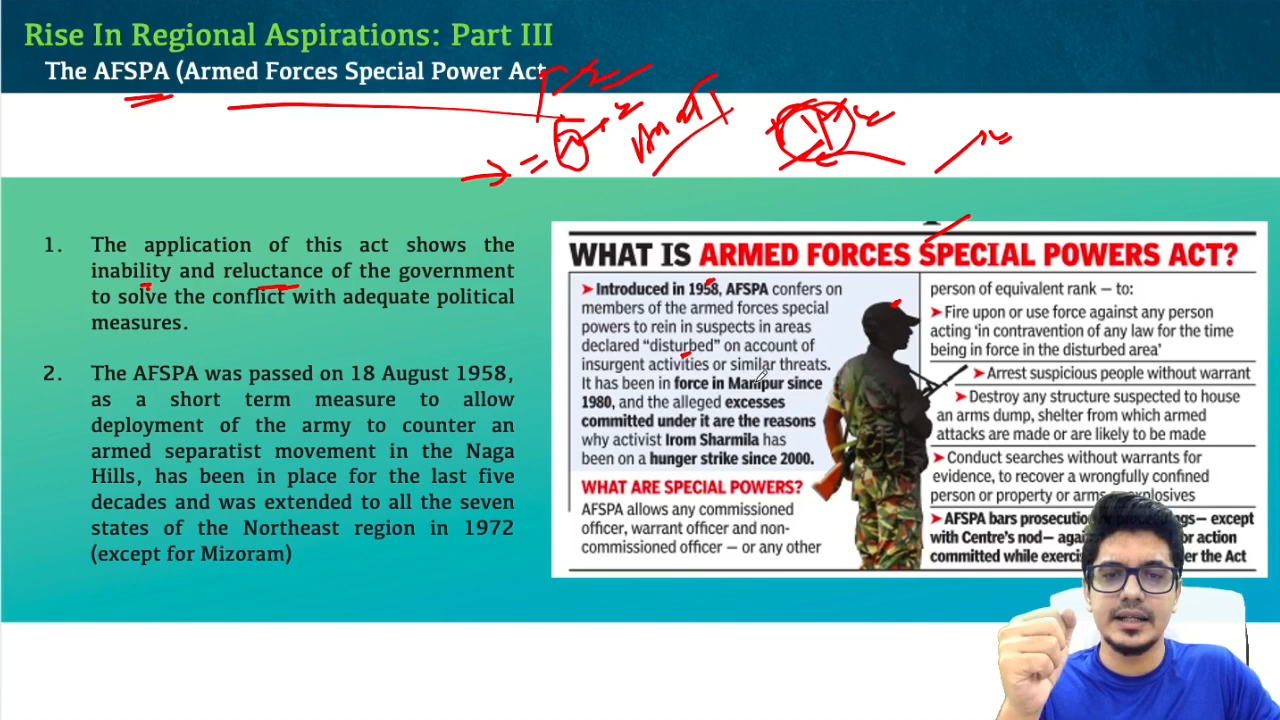 Rise In Regional Aspirations: Part III
The AFSPA (Armed Forces Special Power Act
1. The application of this act shows the
inability and reluctance of the government
to solve the conflict with adequate political
measures.
2. The AFSPA was passed on 18 August 1958,
as a short term measure to allow
deployment of the army to counter an
armed separatist movement in the Naga
Hills, has been in place for the last five
decades and was extended to all the seven
states of the Northeast region in 1972
(except for Mizoram)
WHAT IS ARMED FORCES SPECIAL POWERS ACT?
➤ Introduced in 1958, AFSPA confers on
members of the armed forces special
powers to rein in suspects in areas
declared “disturbed” on account of
insurgent activities or similar threats.
It has been in force in Manipur since
1980, and the alleged excesses
committed under it are the reasons
why activist Irom Sharmila has
been on a hunger strike since 2000.
WHAT ARE SPECIAL POWERS?
AFSPA allows any commissioned
officer, warrant officer and non-
commissioned officer — or any other
person of equivalent rank — to:
➤ Fire upon or use force against any person
acting ‘in contravention of any law for the time
being in force in the disturbed area’
➤ Arrest suspicious people without warrant
➤ Destroy any structure suspected to house
an arms dump, shelter from which armed
attacks are made or are likely to be made
➤ Conduct searches without warrants for
evidence, to recover a wrongfully confined
person or property or arms explosives
➤ AFSPA bars except
with Centre’s nod— action
committed while the Act